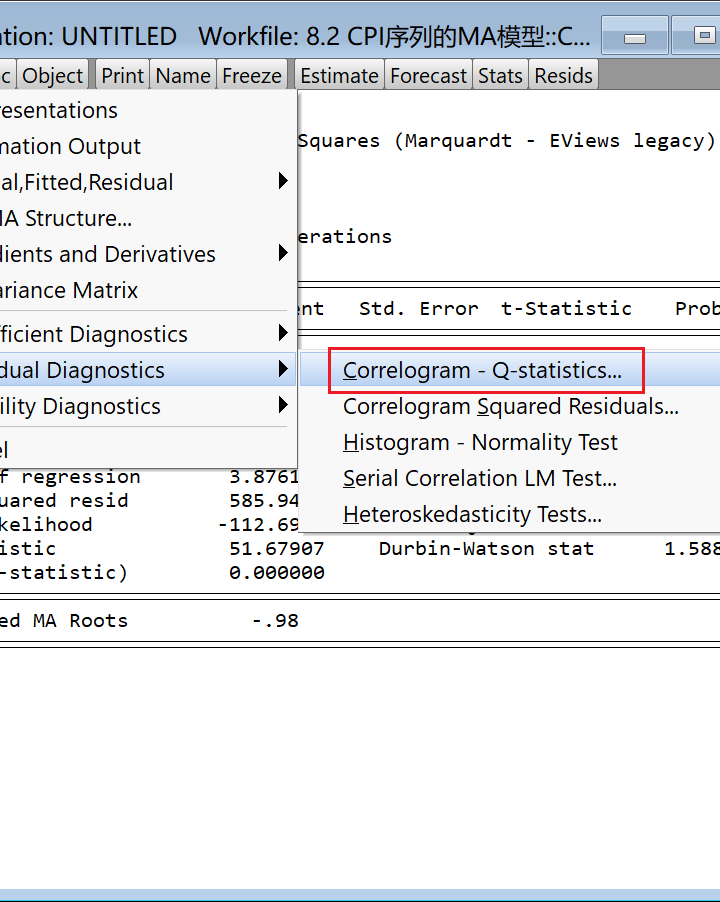 ation: UNTITLED Workfile: 8.2 CPI序列的MA模型::C...
oc Object Print Name Freeze Estimate Forecast Stats Resids
resentations
Squares (Marquardt - EViews legacy)
mation Output
al,Fitted,Residual
MA Structure...
erations
dients and Derivatives
ariance Matrix
ent Std. Error t-Statistic Prob
fficient Diagnostics
dual Diagnostics
Correlogram - Q-statistics...
ility Diagnostics
Correlogram Squared Residuals...
Histogram - Normality Test
el
f regression 3.8761
Serial Correlation LM Test...
uared resid 585.94
Heteroskedasticity Tests...
kelihood -112.69
istic 51.67907 Durbin-Watson stat 1.588
-statistic) 0.000000
ed MA Roots -.98